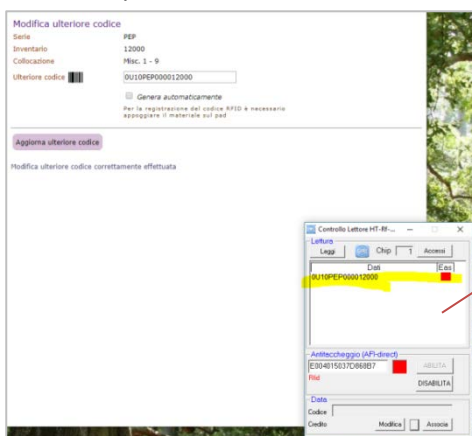 Modifica ulteriore codice
Serie PEP
Inventario 12000
Collocazione Misc. 1 - 9
Ulteriore codice 0U10PEP000012000
Genera automaticamente
Per la registrazione del codice RFID è necessario
appoggiare il materiale sul pad
Aggiorna ulteriore codice
Modifica ulteriore codice correttamente effettuata
Controllo Lettore HT-Rf-...
Lettura
Leggi Chip 1 Accessi
Dati Eas
0U10PEP000012000
Antitaccheggio (AFI-direct)
E004015037D868B7 ABILITA
Rfid DISABILITA
Data
Codice
Credito Modifica Associa